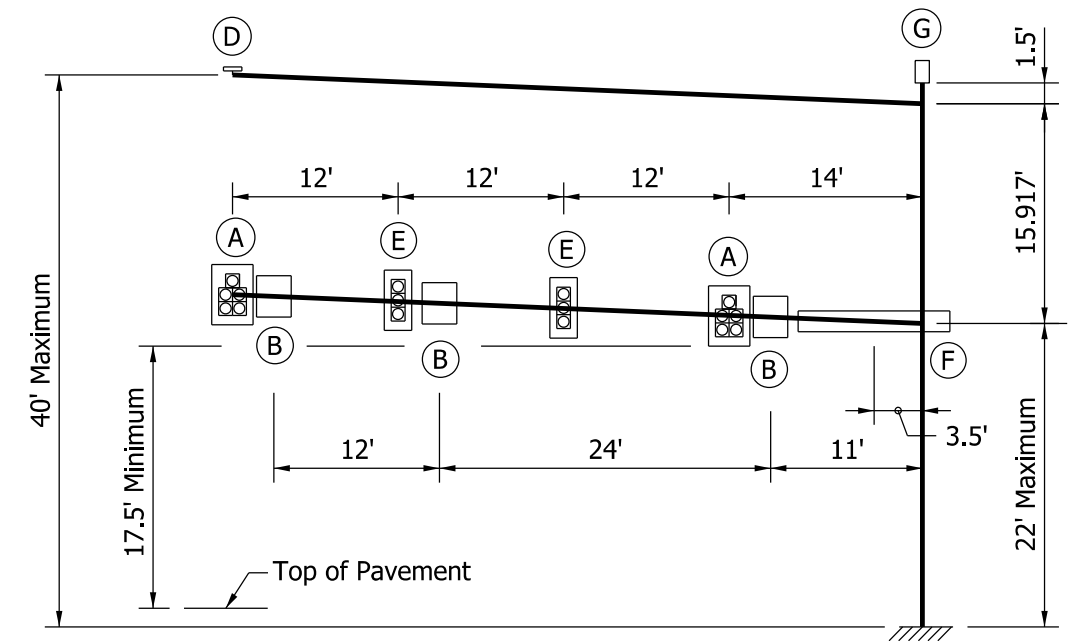 D
G
1.5'
12'
12'
12'
14'
A
E
E
A
15.917'
40' Maximum
B
B
B
F
17.5' Minimum
3.5'
12'
24'
11'
22' Maximum
Top of Pavement